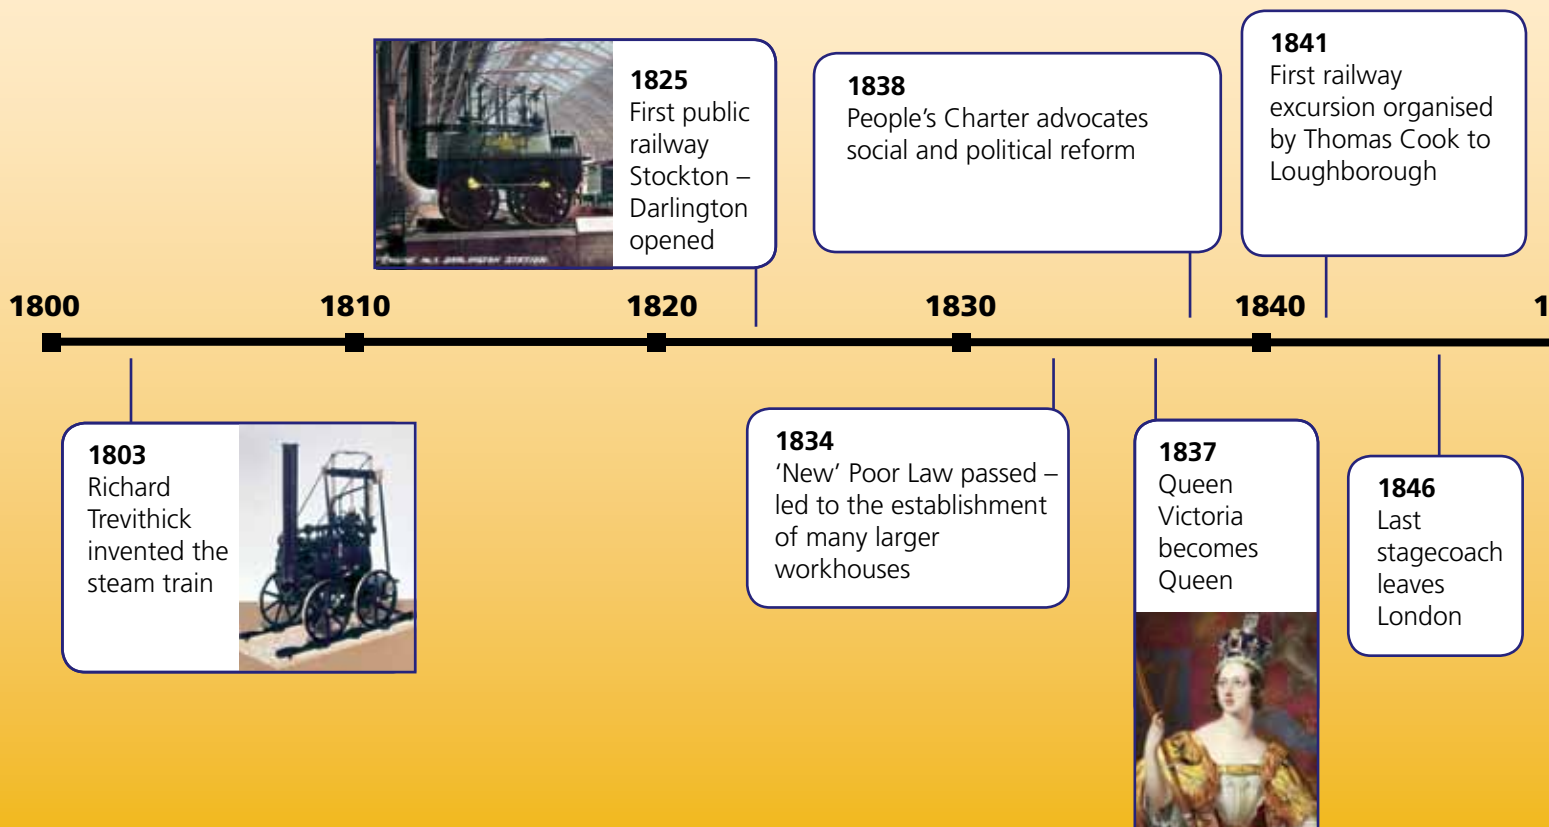 1825
First public
railway
Stockton –
Darlington
opened
1838
People's Charter advocates
social and political reform
1841
First railway
excursion organised
by Thomas Cook to
Loughborough
1800
1810
1820
1830
1840
1
1803
Richard
Trevithick
invented the
steam train
1834
‘New’ Poor Law passed –
led to the establishment
of many larger
workhouses
1837
Queen
Victoria
becomes
Queen
1846
Last
stagecoach
leaves
London